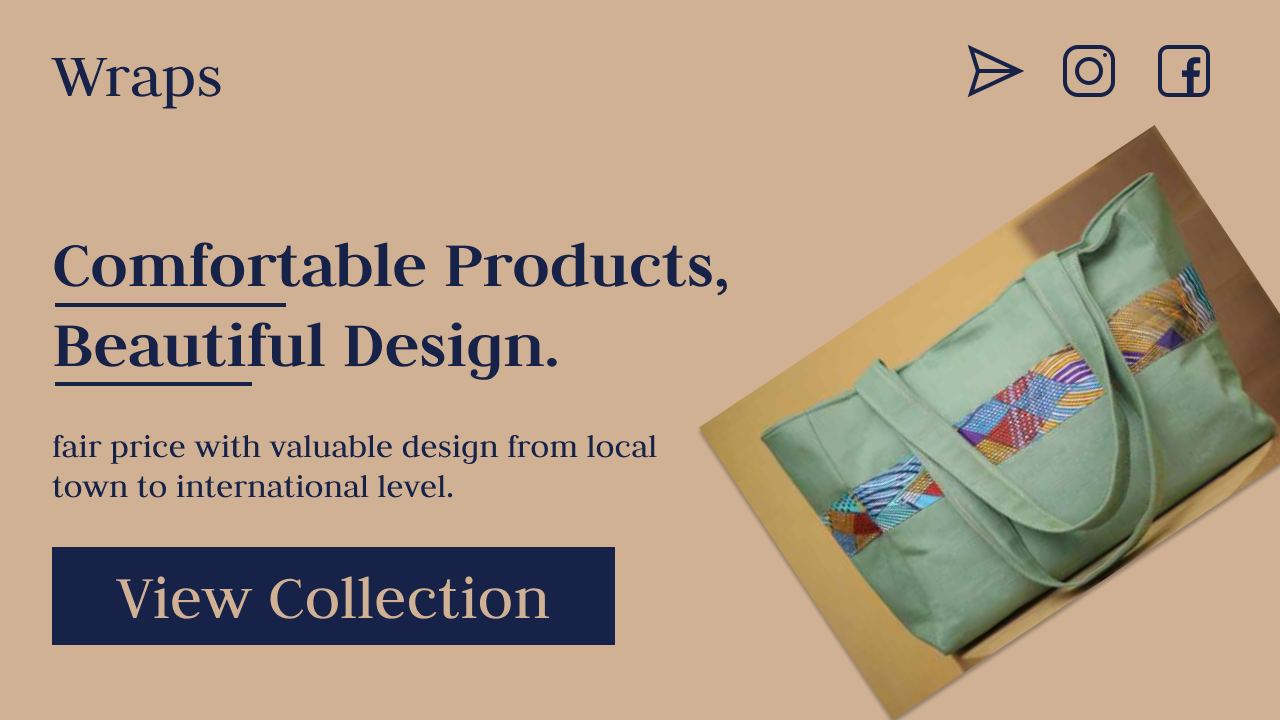 Wraps
Comfortable Products,
Beautiful Design.
fair price with valuable design from local
town to international level.
View Collection